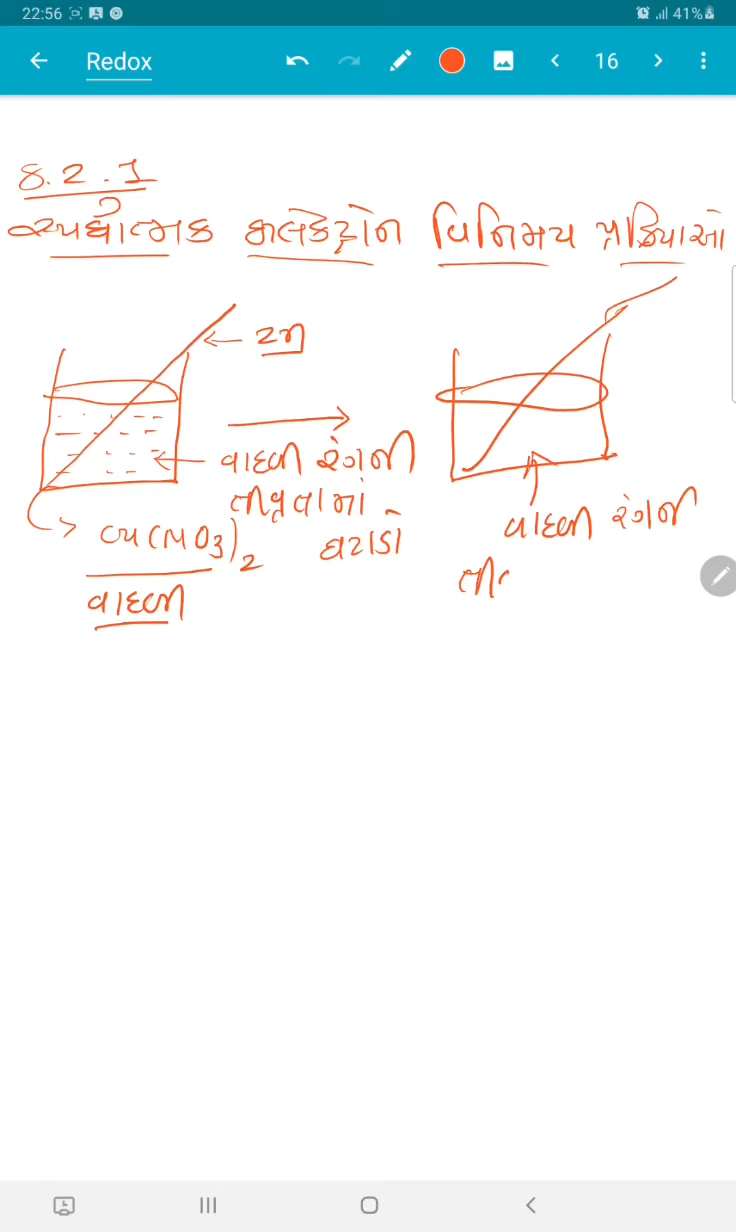 22:56 41%
Redox 16
8.2.1
સ્પર્ધાત્મક ઇલેક્ટ્રોન વિનિમય પ્રક્રિયાઓ
Zn
વાદળી રંગની
તીવ્રતામાં
ઘટાડો
Cu(NO3)2
વાદળી
વાદળી રંગની
તી